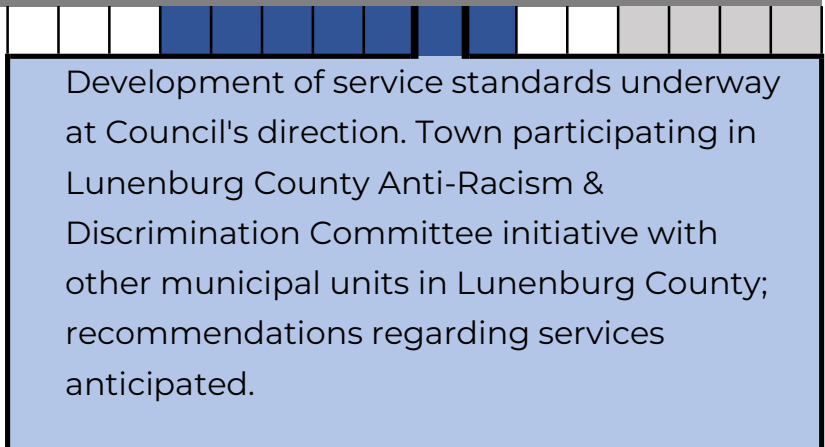 Development of service standards underway
at Council's direction. Town participating in
Lunenburg County Anti-Racism &
Discrimination Committee initiative with
other municipal units in Lunenburg County;
recommendations regarding services
anticipated.